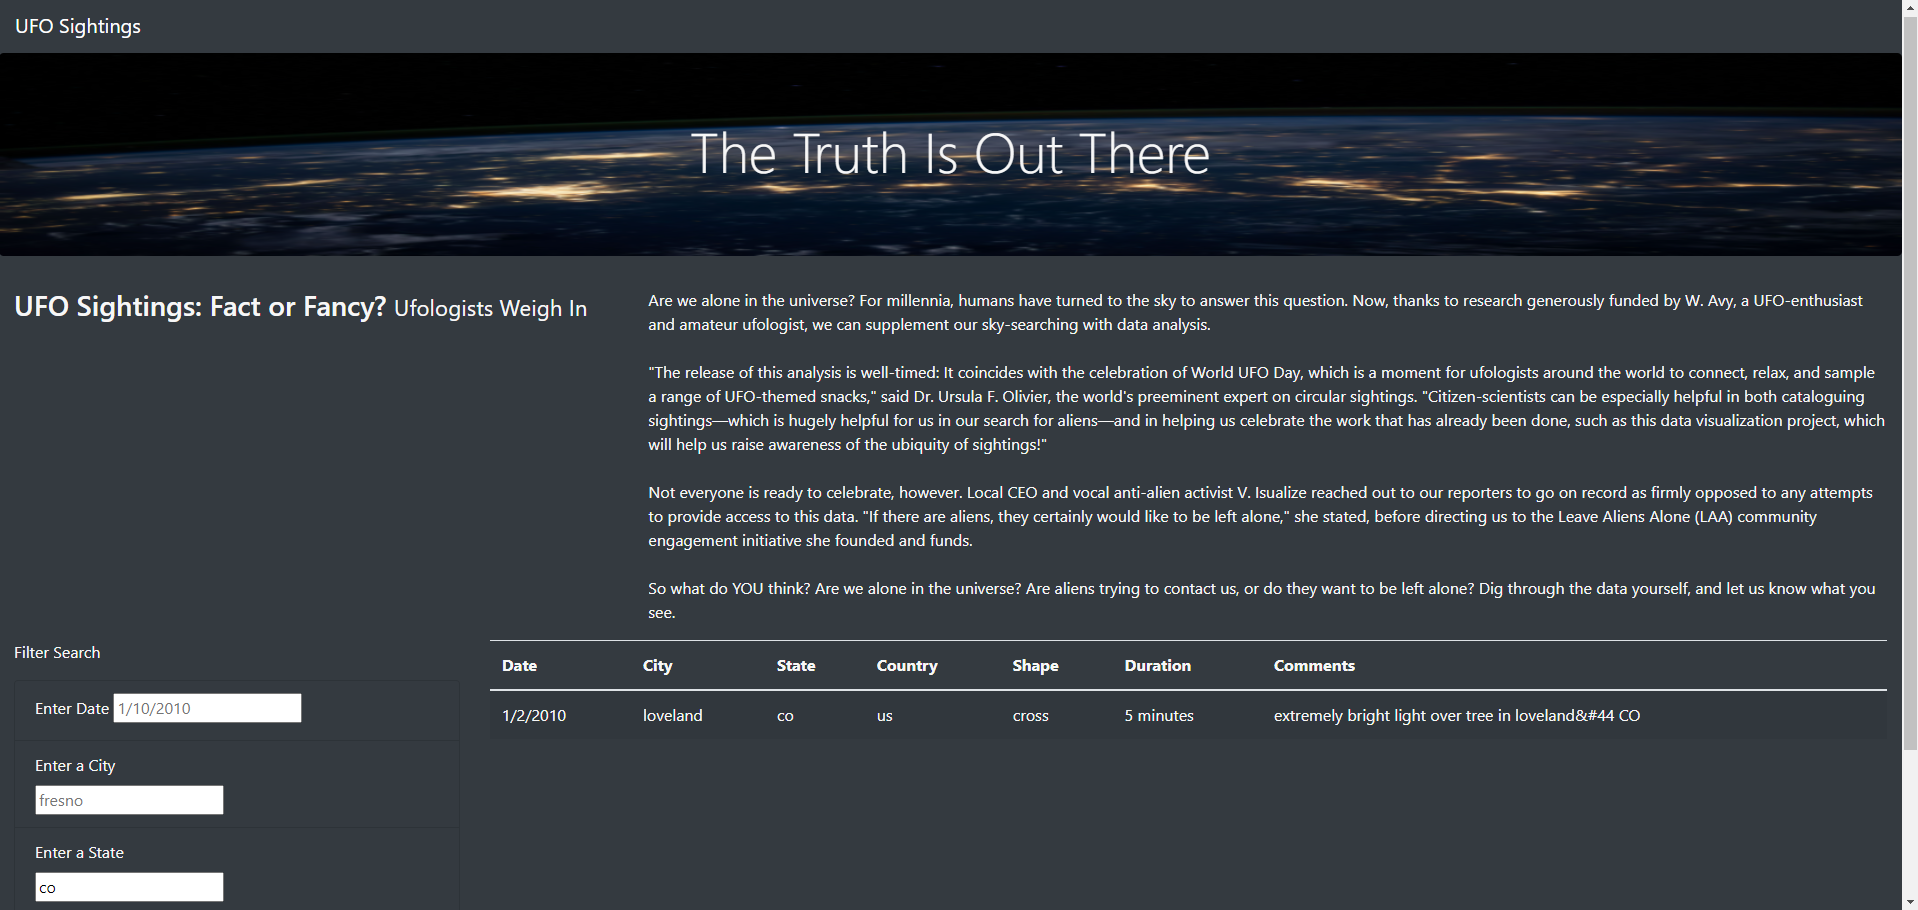 UFO Sightings
The Truth Is Out There
UFO Sightings: Fact or Fancy? Ufologists Weigh In
Are we alone in the universe? For millennia, humans have turned to the sky to answer this question. Now, thanks to research generously funded by W. Avy, a UFO-enthusiast
and amateur ufologist, we can supplement our sky-searching with data analysis.
"The release of this analysis is well-timed: It coincides with the celebration of World UFO Day, which is a moment for ufologists around the world to connect, relax, and sample
a range of UFO-themed snacks," said Dr. Ursula F. Olivier, the world's preeminent expert on circular sightings. "Citizen-scientists can be especially helpful in both cataloguing
sightings—which is hugely helpful for us in our search for aliens—and in helping us celebrate the work that has already been done, such as this data visualization project, which
will help us raise awareness of the ubiquity of sightings!"
Not everyone is ready to celebrate, however. Local CEO and vocal anti-alien activist V. Isualize reached out to our reporters to go on record as firmly opposed to any attempts
to provide access to this data. "If there are aliens, they certainly would like to be left alone," she stated, before directing us to the Leave Aliens Alone (LAA) community
engagement initiative she founded and funds.
So what do YOU think? Are we alone in the universe? Are aliens trying to contact us, or do they want to be left alone? Dig through the data yourself, and let us know what you
see.
Filter Search
Enter Date 1/10/2010
Enter a City
fresno
Enter a State
co
Date City State Country Shape Duration Comments
1/2/2010 loveland co us cross 5 minutes extremely bright light over tree in loveland&#44 CO